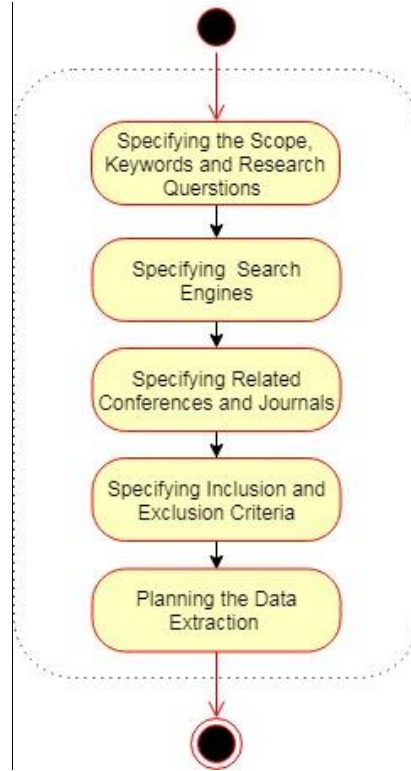 Specifying the Scope,
Keywords and Research
Querstions
Specifying Search
Engines
Specifying Related
Conferences and Journals
Specifying Inclusion and
Exclusion Criteria
Planning the Data
Extraction